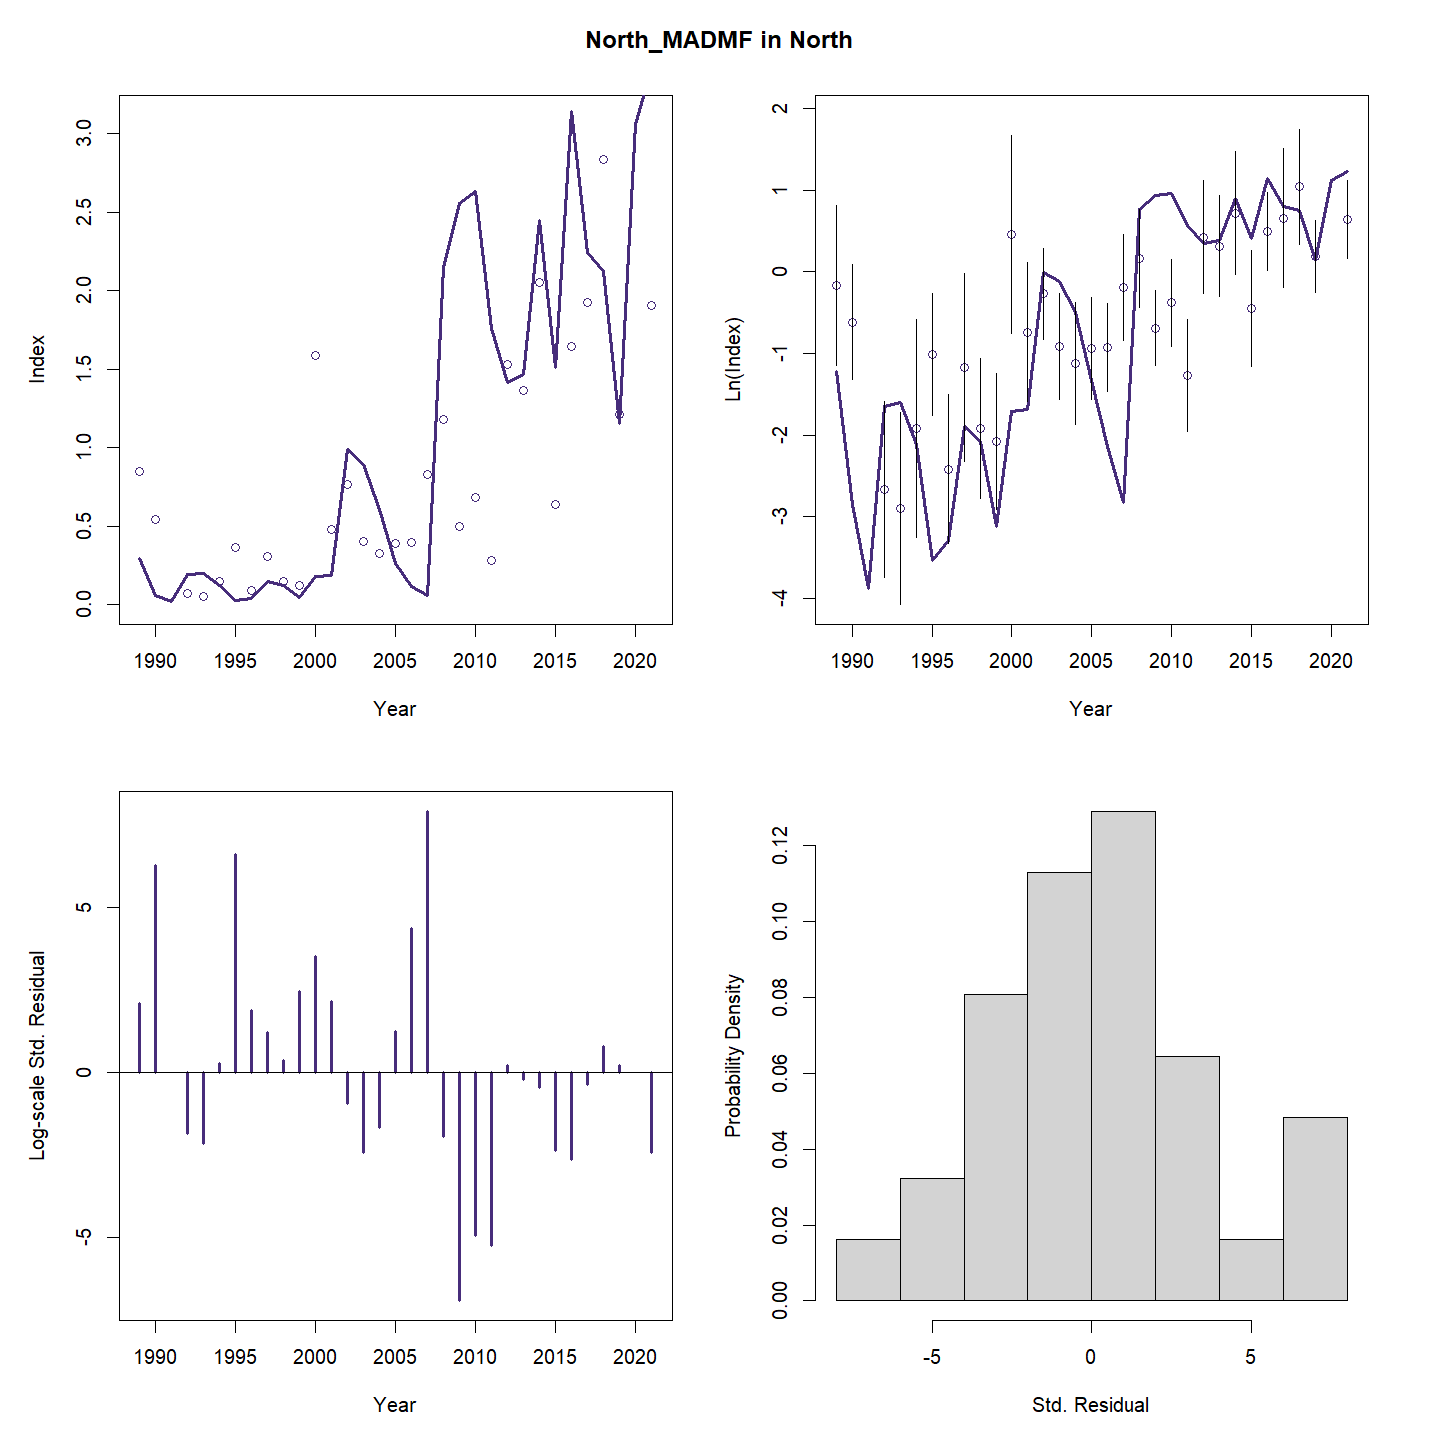 North_MADMF in North
Index
3.0
2.5
2.0
1.5
1.0
0.5
0.0
1990 1995 2000 2005 2010 2015 2020
Year
Ln(Index)
2
1
0
-1
-2
-3
-4
1990 1995 2000 2005 2010 2015 2020
Year
Log-scale Std. Residual
5
0
-5
1990 1995 2000 2005 2010 2015 2020
Year
Probability Density
0.12
0.10
0.08
0.06
0.04
0.02
0.00
-5 0 5
Std. Residual